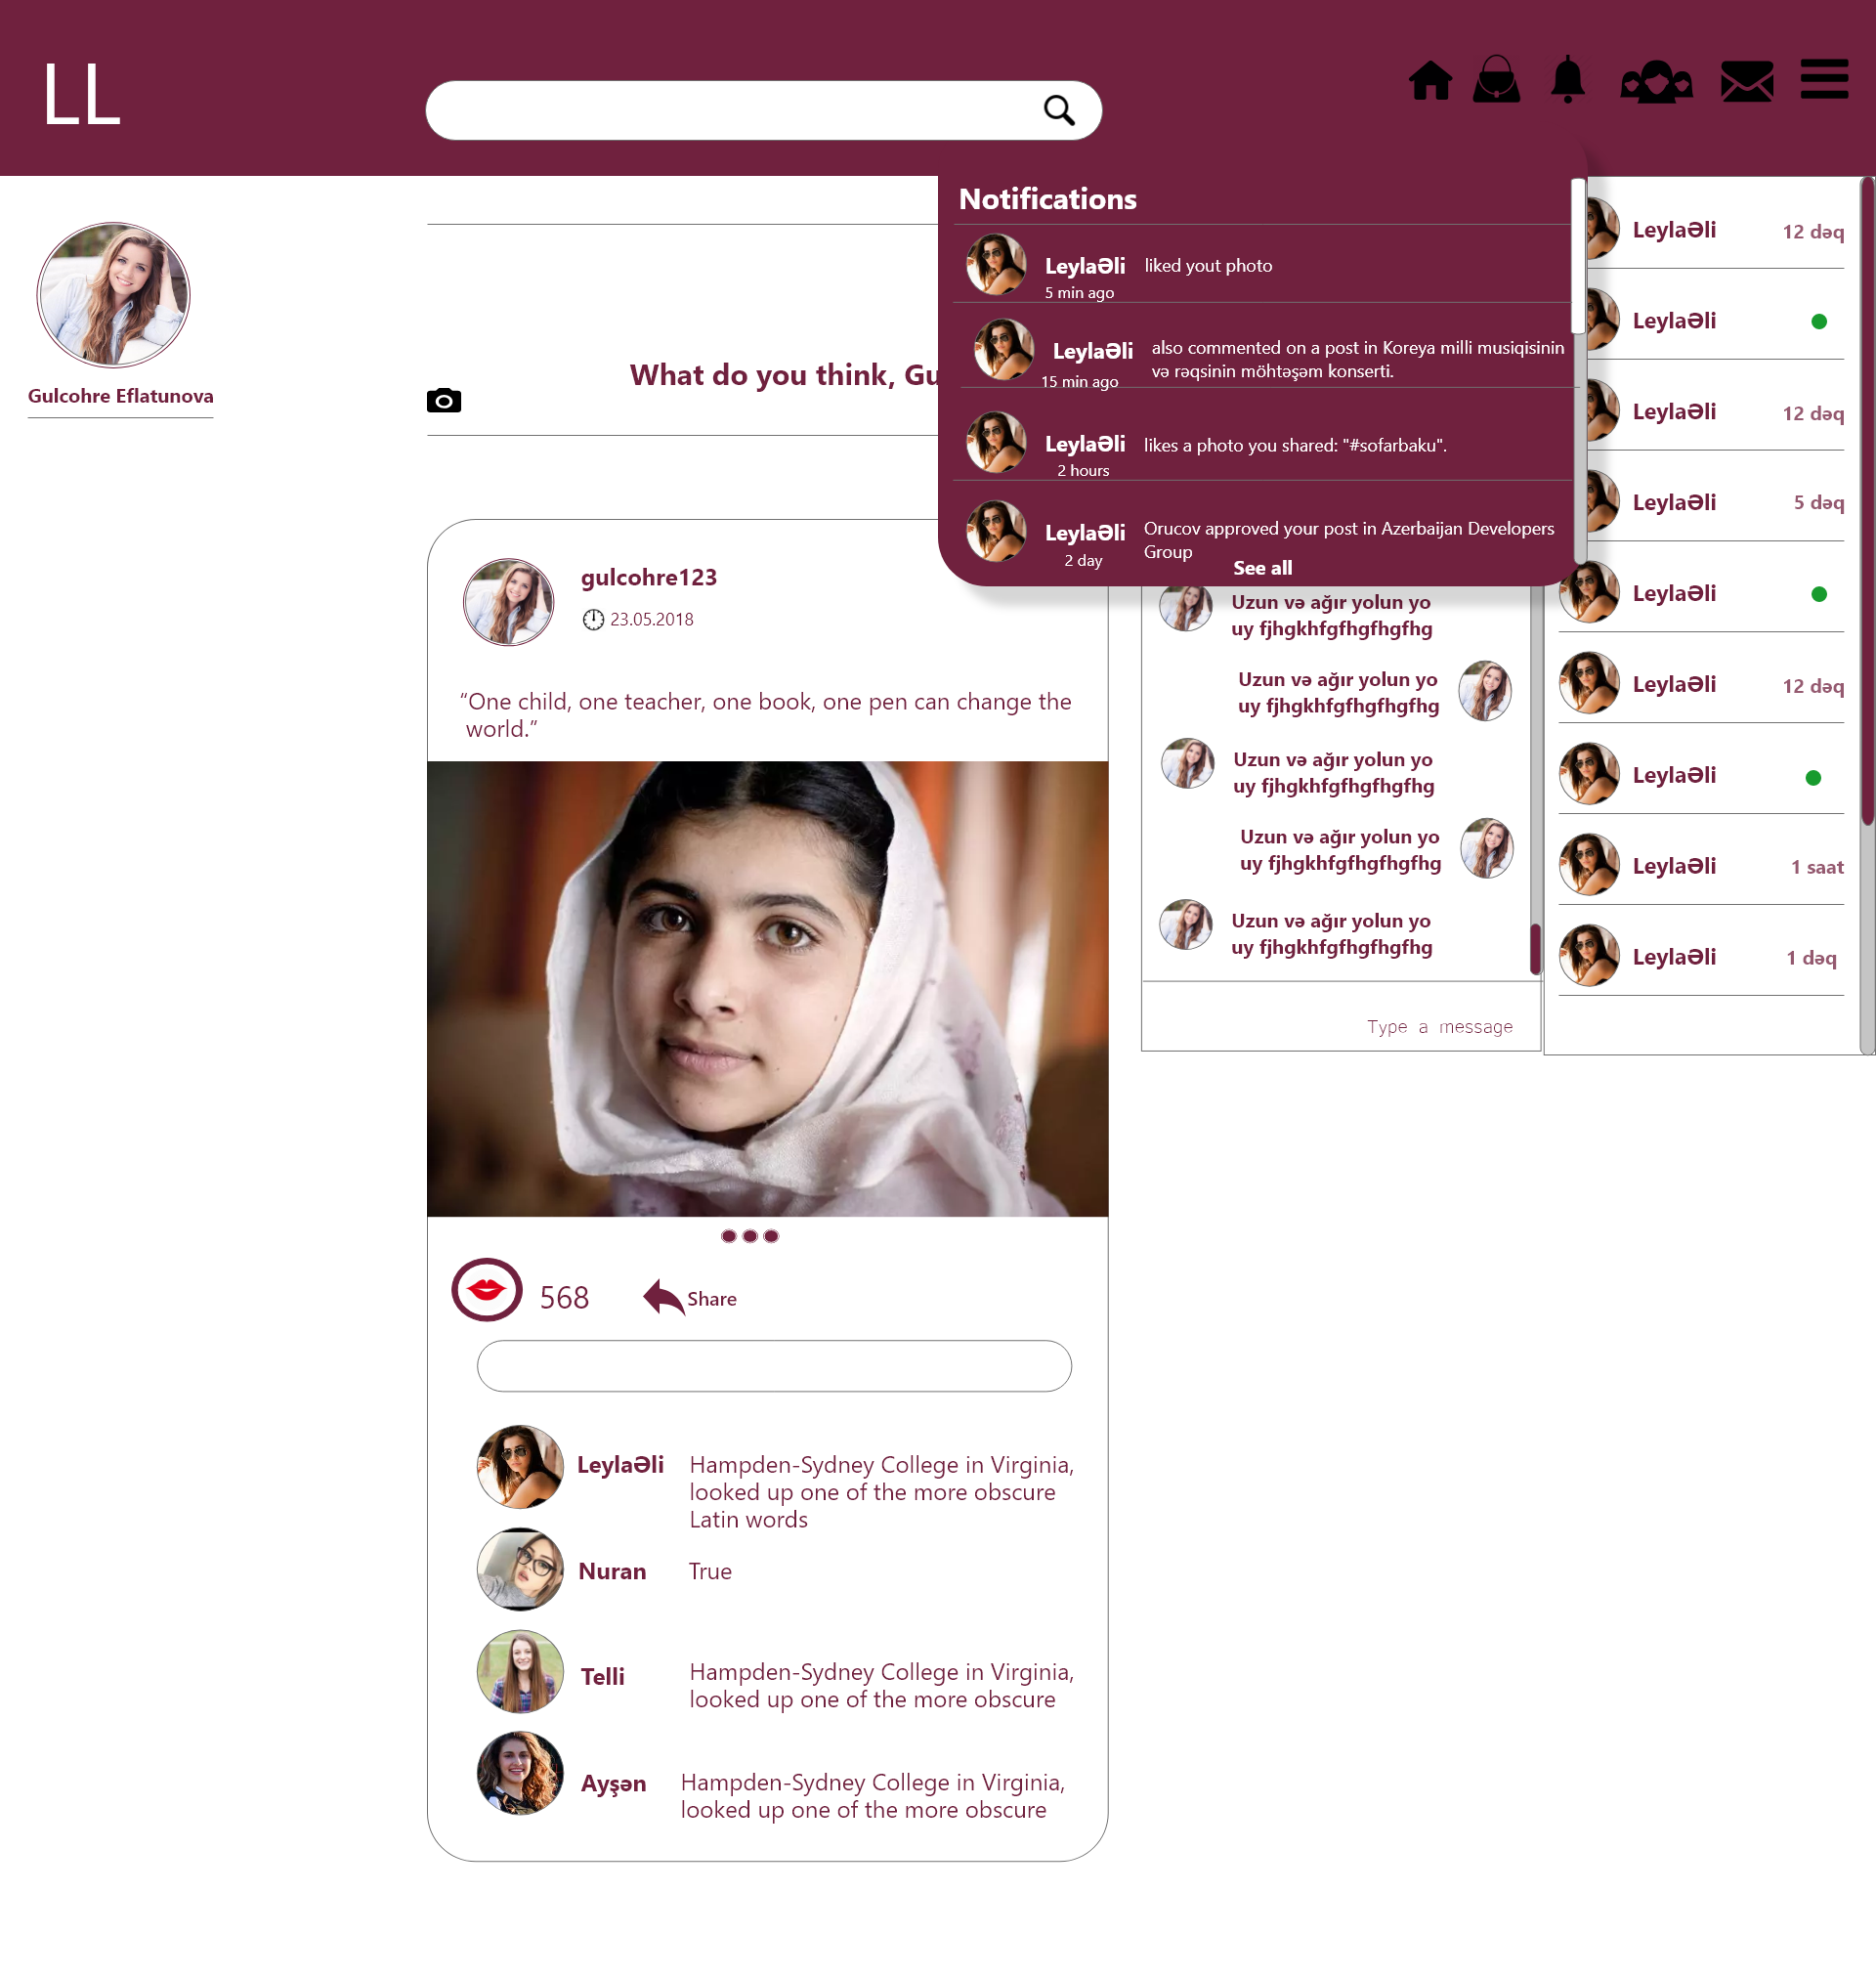 LL
Gulcohre Eflatunova
What do you think, Gu
Notifications
LeylaƏli liked yout photo
5 min ago
LeylaƏli also commented on a post in Koreya milli musiqisinin
və rəqsinin möhtəşəm konserti.
15 min ago
LeylaƏli likes a photo you shared: "#sofarbaku".
2 hours
LeylaƏli Orucov approved your post in Azerbaijan Developers
Group
2 day
See all
gulcohre123
23.05.2018
“One child, one teacher, one book, one pen can change the
world.“
568
Share
LeylaƏli Hampden-Sydney College in Virginia,
looked up one of the more obscure
Latin words
Nuran True
Telli Hampden-Sydney College in Virginia,
looked up one of the more obscure
Ayşən Hampden-Sydney College in Virginia,
looked up one of the more obscure
Uzun və ağır yolun yo
uy fjhgkhfgfhgfhgfhg
Uzun və ağır yolun yo
uy fjhgkhfgfhgfhgfhg
Uzun və ağır yolun yo
uy fjhgkhfgfhgfhgfhg
Uzun və ağır yolun yo
uy fjhgkhfgfhgfhgfhg
Uzun və ağır yolun yo
uy fjhgkhfgfhgfhgfhg
Type a message
LeylaƏli 12 dəq
LeylaƏli
LeylaƏli 12 dəq
LeylaƏli 5 dəq
LeylaƏli
LeylaƏli 12 dəq
LeylaƏli
LeylaƏli 1 saat
LeylaƏli 1 dəq